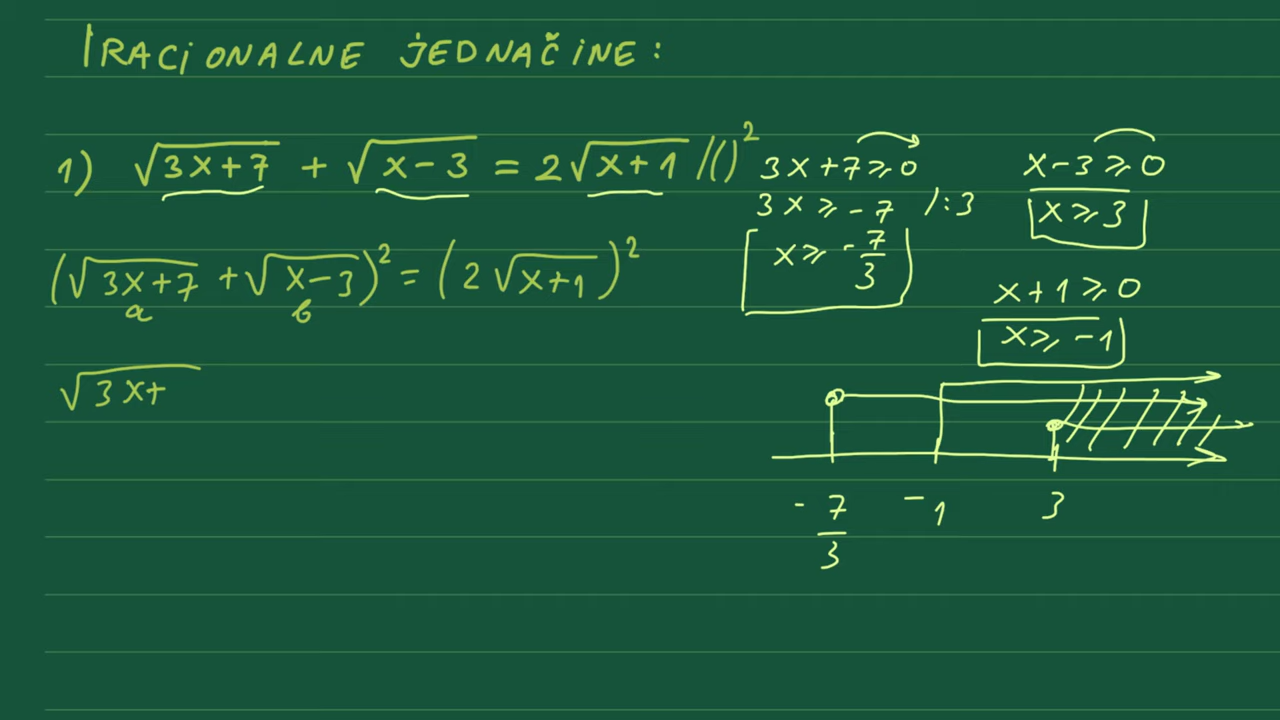 IRACIONALNE JEDNAČINE:
1) √(3x+7) + √(x-3) = 2√(x+1) /()²
(√(3x+7) + √(x-3))² = (2√(x+1))²
a b
√(3x+
3x+7≥0
3x≥-7 /:3
x≥-7/3
x-3≥0
x≥3
x+1≥0
x≥-1
-7/3 -1 3